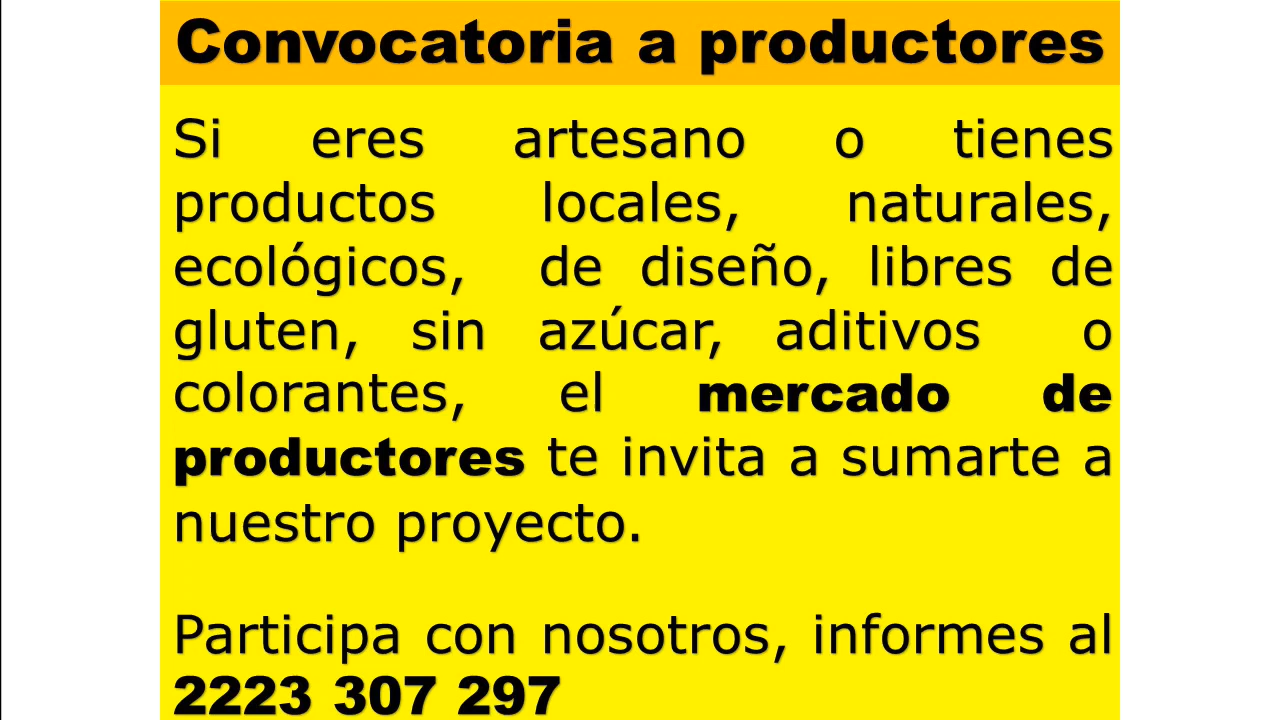 Convocatoria a productores
Si eres artesano o tienes
productos locales, naturales,
ecológicos, de diseño, libres de
gluten, sin azúcar, aditivos o
colorantes, el mercado de
productores te invita a sumarte a
nuestro proyecto.
Participa con nosotros, informes al
2223 307 297